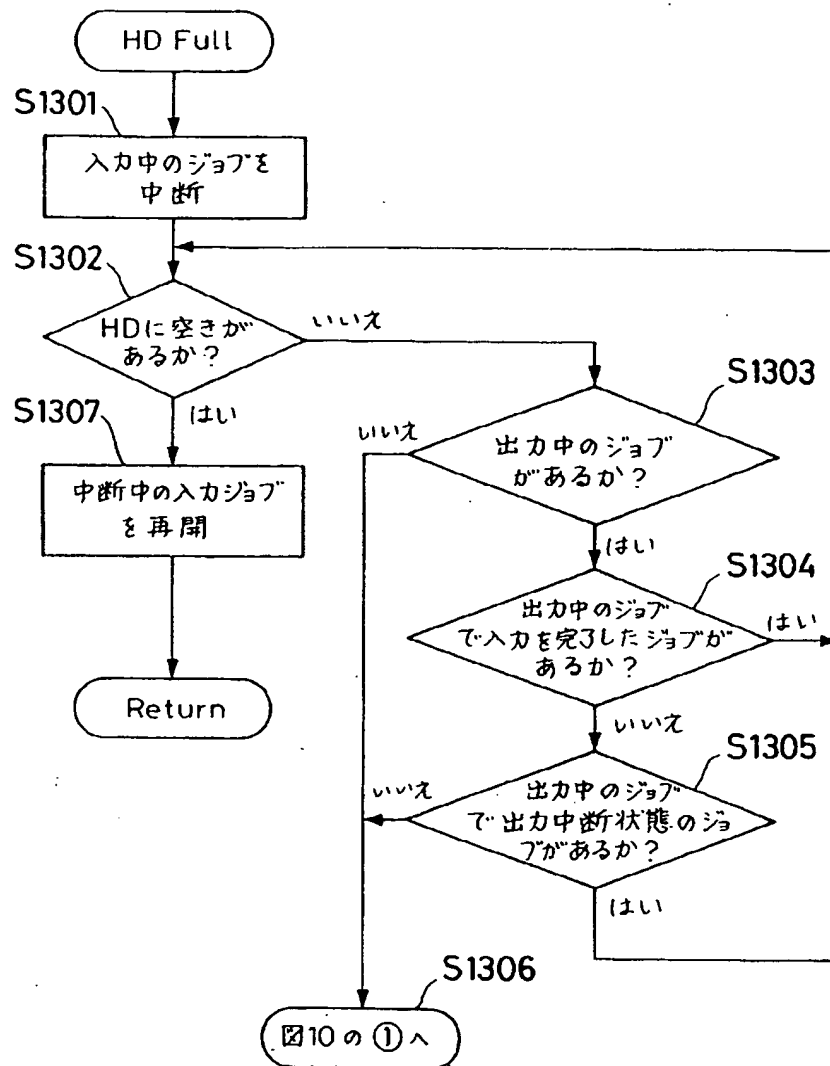 HD Full
S1301
入力中のジョブを
中断
S1302
HDに空きが
あるか?
いいえ
S1303
出力中のジョブ
があるか?
いいえ
はい
S1307
はい
中断中の入力ジョブ
を再開
S1304
出力中のジョブ
で入力を完了したジョブが
あるか?
はい
いいえ
Return
S1305
出力中のジョブ
で出力中断状態のジョ
ブがあるか?
いいえ
はい
S1306
図10の①へ